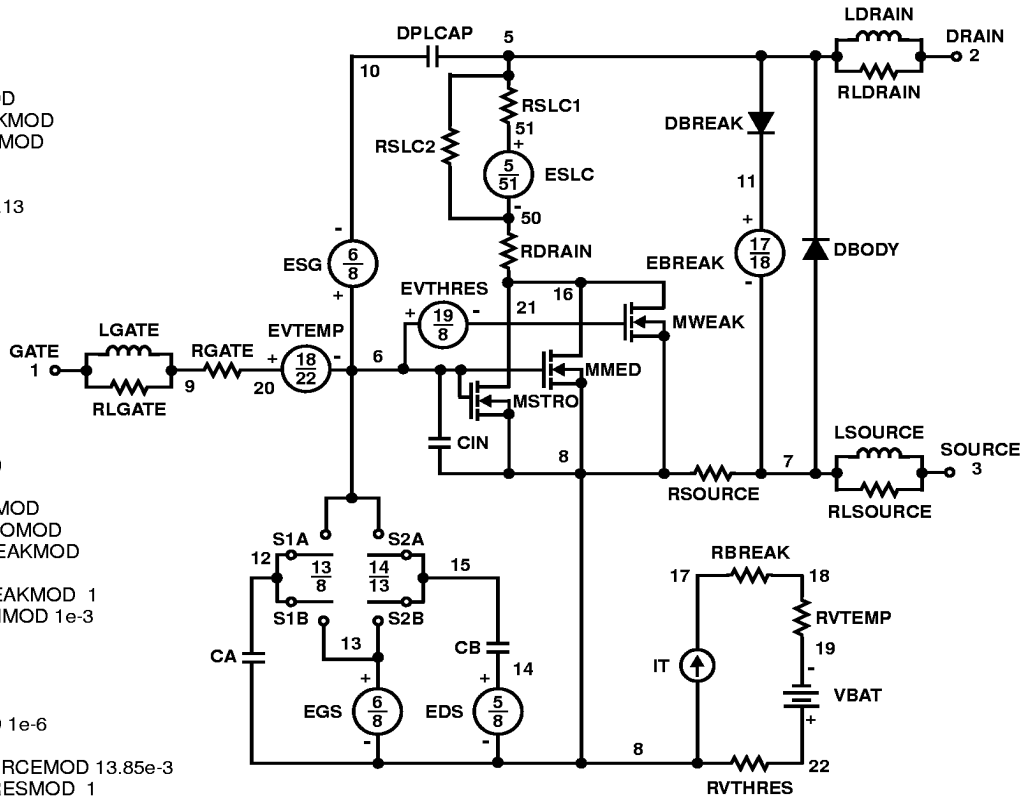 5
LDRAIN
DPLCAP
DRAIN
10
2
RLDRAIN
RSLC1
DBREAK
51
+
RSLC2
5
51
ESLC
11
-
50
+
-
6
8
ESG
+
RDRAIN
17
18
EBREAK
-
DBODY
EVTHRES
16
21
+
19
8
-
MWEAK
LGATE
EVTEMP
GATE
1
RGATE
+
18
22
-
6
MMED
9
20
RLGATE
MSTRO
CIN
LSOURCE
8
7
SOURCE
3
RSOURCE
RLSOURCE
S1A
S2A
12
13
8
14
13
15
RBREAK
17
18
S1B
S2B
RVTEMP
13
CB
19
CA
14
IT
-
+
+
VBAT
EGS
6
8
EDS
5
8
+
-
-
8
22
RVTHRES
KMOD
MOD
13
MOD
OMOD
EAKMOD
EAKMOD 1
MOD 1e-3
1e-6
RCEMOD 13.85e-3
ESMOD 1